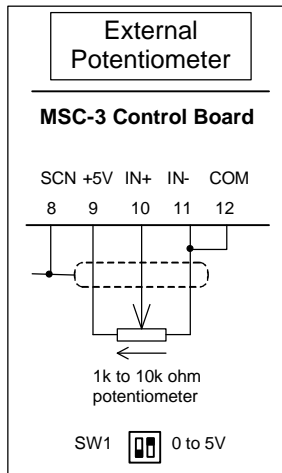 External
Potentiometer
MSC-3 Control Board
SCN +5V IN+ IN- COM
8 9 10 11 12
1k to 10k ohm
potentiometer
SW1 0 to 5V